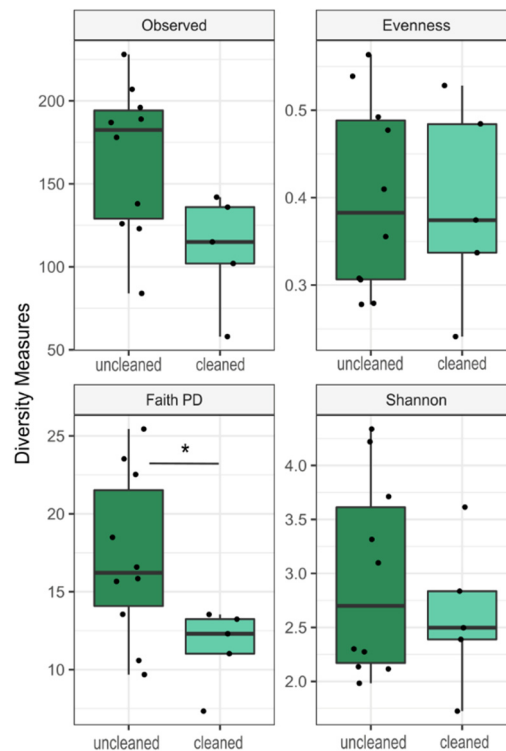 Observed
Evenness
Diversity Measures
200
150
100
50
0.5
0.4
0.3
uncleaned cleaned
uncleaned cleaned
Faith PD
Shannon
25
20
15
10
*
4.0
3.5
3.0
2.5
2.0
uncleaned cleaned
uncleaned cleaned